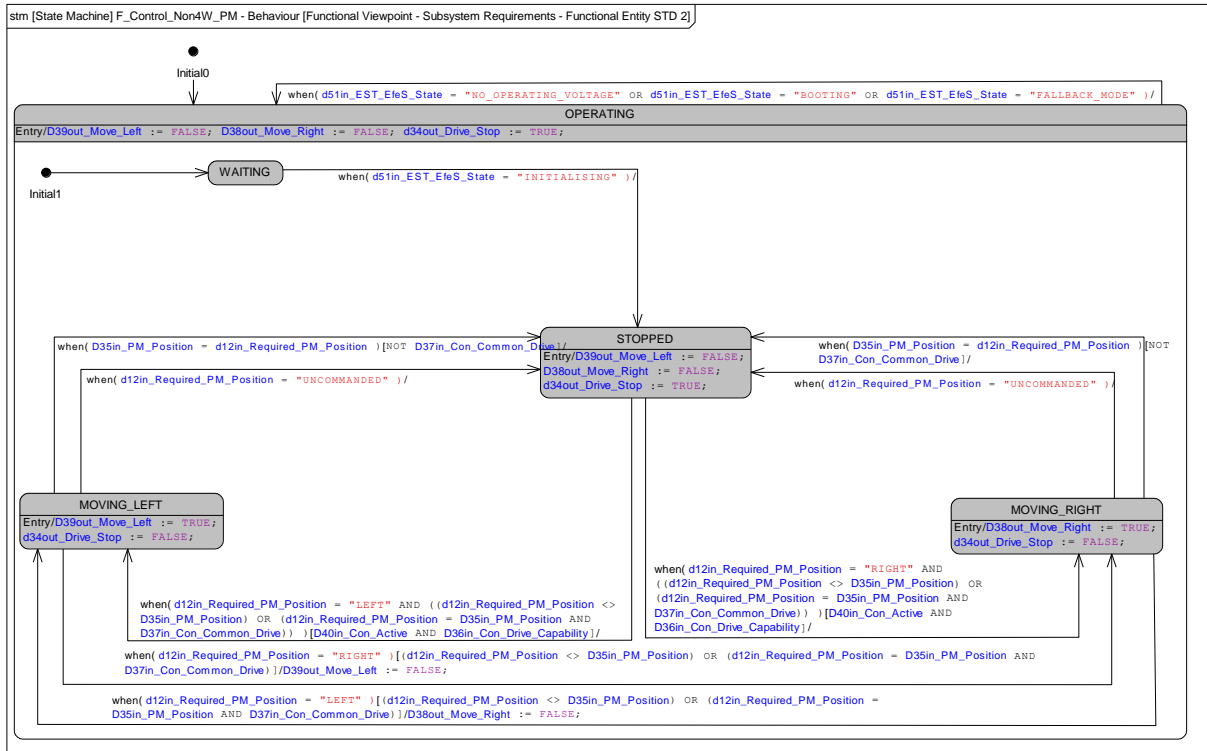 stm [State Machine] F_Control_Non4W_PM - Behaviour [Functional Viewpoint - Subsystem Requirements - Functional Entity STD 2]
Initial0
when( d51in_EST_EfeS_State = "NO_OPERATING_VOLTAGE" OR d51in_EST_EfeS_State = "BOOTING" OR d51in_EST_EfeS_State = "FALLBACK_MODE" )/
OPERATING
Entry/D39out_Move_Left := FALSE; D38out_Move_Right := FALSE; d34out_Drive_Stop := TRUE;
WAITING
Initial1
when( d51in_EST_EfeS_State = "INITIALISING" )/
STOPPED
Entry/D39out_Move_Left := FALSE;
D38out_Move_Right := FALSE;
d34out_Drive_Stop := TRUE;
when( D35in_PM_Position = d12in_Required_PM_Position )[NOT D37in_Con_Common_Drive]/
when( d12in_Required_PM_Position = "UNCOMMANDED" )/
when( D35in_PM_Position = d12in_Required_PM_Position )[NOT
D37in_Con_Common_Drive]/
when( d12in_Required_PM_Position = "UNCOMMANDED" )/
MOVING_LEFT
Entry/D39out_Move_Left := TRUE;
d34out_Drive_Stop := FALSE;
MOVING_RIGHT
Entry/D38out_Move_Right := TRUE;
d34out_Drive_Stop := FALSE;
when( d12in_Required_PM_Position = "RIGHT" AND
((d12in_Required_PM_Position <> D35in_PM_Position) OR
(d12in_Required_PM_Position = D35in_PM_Position AND
D37in_Con_Common_Drive)) )[D40in_Con_Active AND
D36in_Con_Drive_Capability]/
when( d12in_Required_PM_Position = "LEFT" AND ((d12in_Required_PM_Position <>
D35in_PM_Position) OR (d12in_Required_PM_Position = D35in_PM_Position AND
D37in_Con_Common_Drive)) )[D40in_Con_Active AND D36in_Con_Drive_Capability]/
when( d12in_Required_PM_Position = "RIGHT" )[(d12in_Required_PM_Position <> D35in_PM_Position) OR (d12in_Required_PM_Position = D35in_PM_Position AND
D37in_Con_Common_Drive)]/D39out_Move_Left := FALSE;
when( d12in_Required_PM_Position = "LEFT" )[(d12in_Required_PM_Position <> D35in_PM_Position) OR (d12in_Required_PM_Position =
D35in_PM_Position AND D37in_Con_Common_Drive)]/D38out_Move_Right := FALSE;